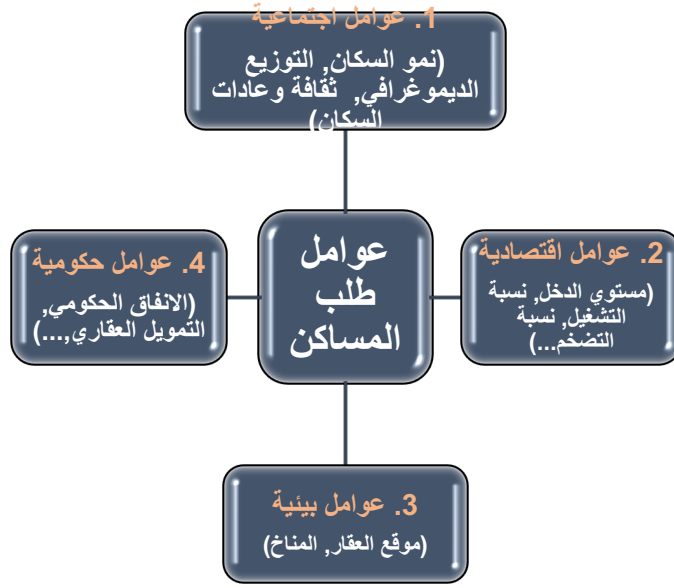 1. عوامل اجتماعية
(نمو السكان, التوزيع
الديموغرافي, ثقافة وعادات
السكان)
2. عوامل اقتصادية
(مستوي الدخل, نسبة
التشغيل, نسبة
التضخم...)
عوامل
طلب
المساكن
4. عوامل حكومية
(الانفاق الحكومي,
التمويل العقاري,...)
3. عوامل بيئية
(موقع العقار, المناخ)